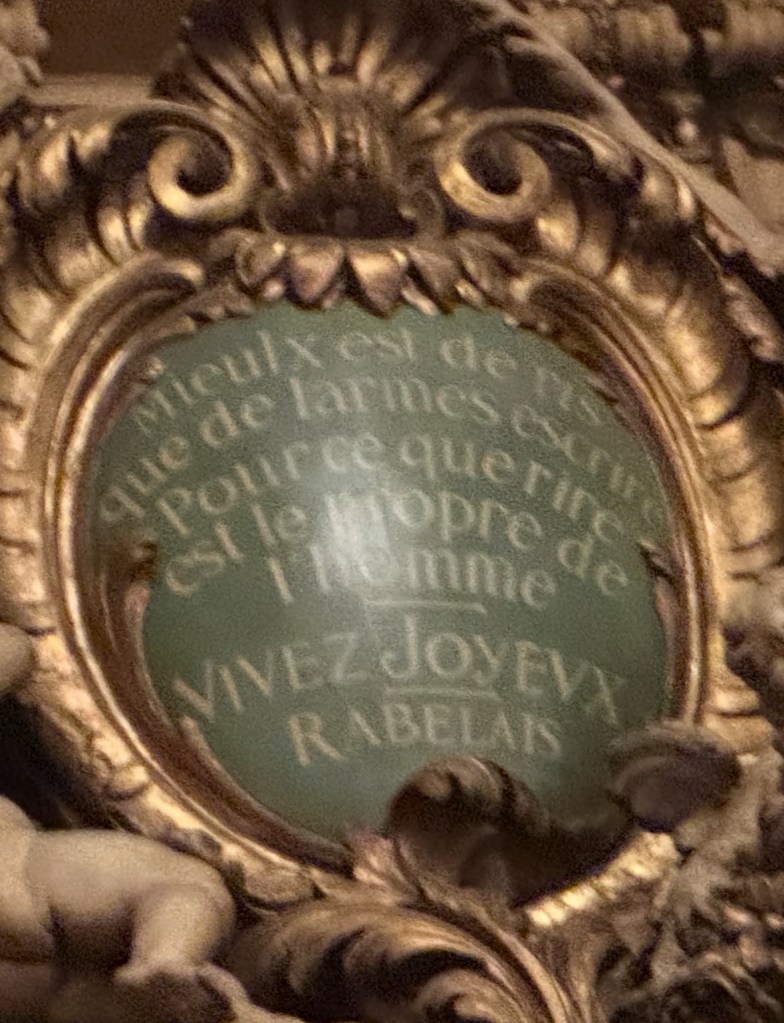 Mieulx est de ris
que de larmes escrire
Pour ce que rire
est le propre de
l'homme
VIVEZ JOYEVX
RABELAIS